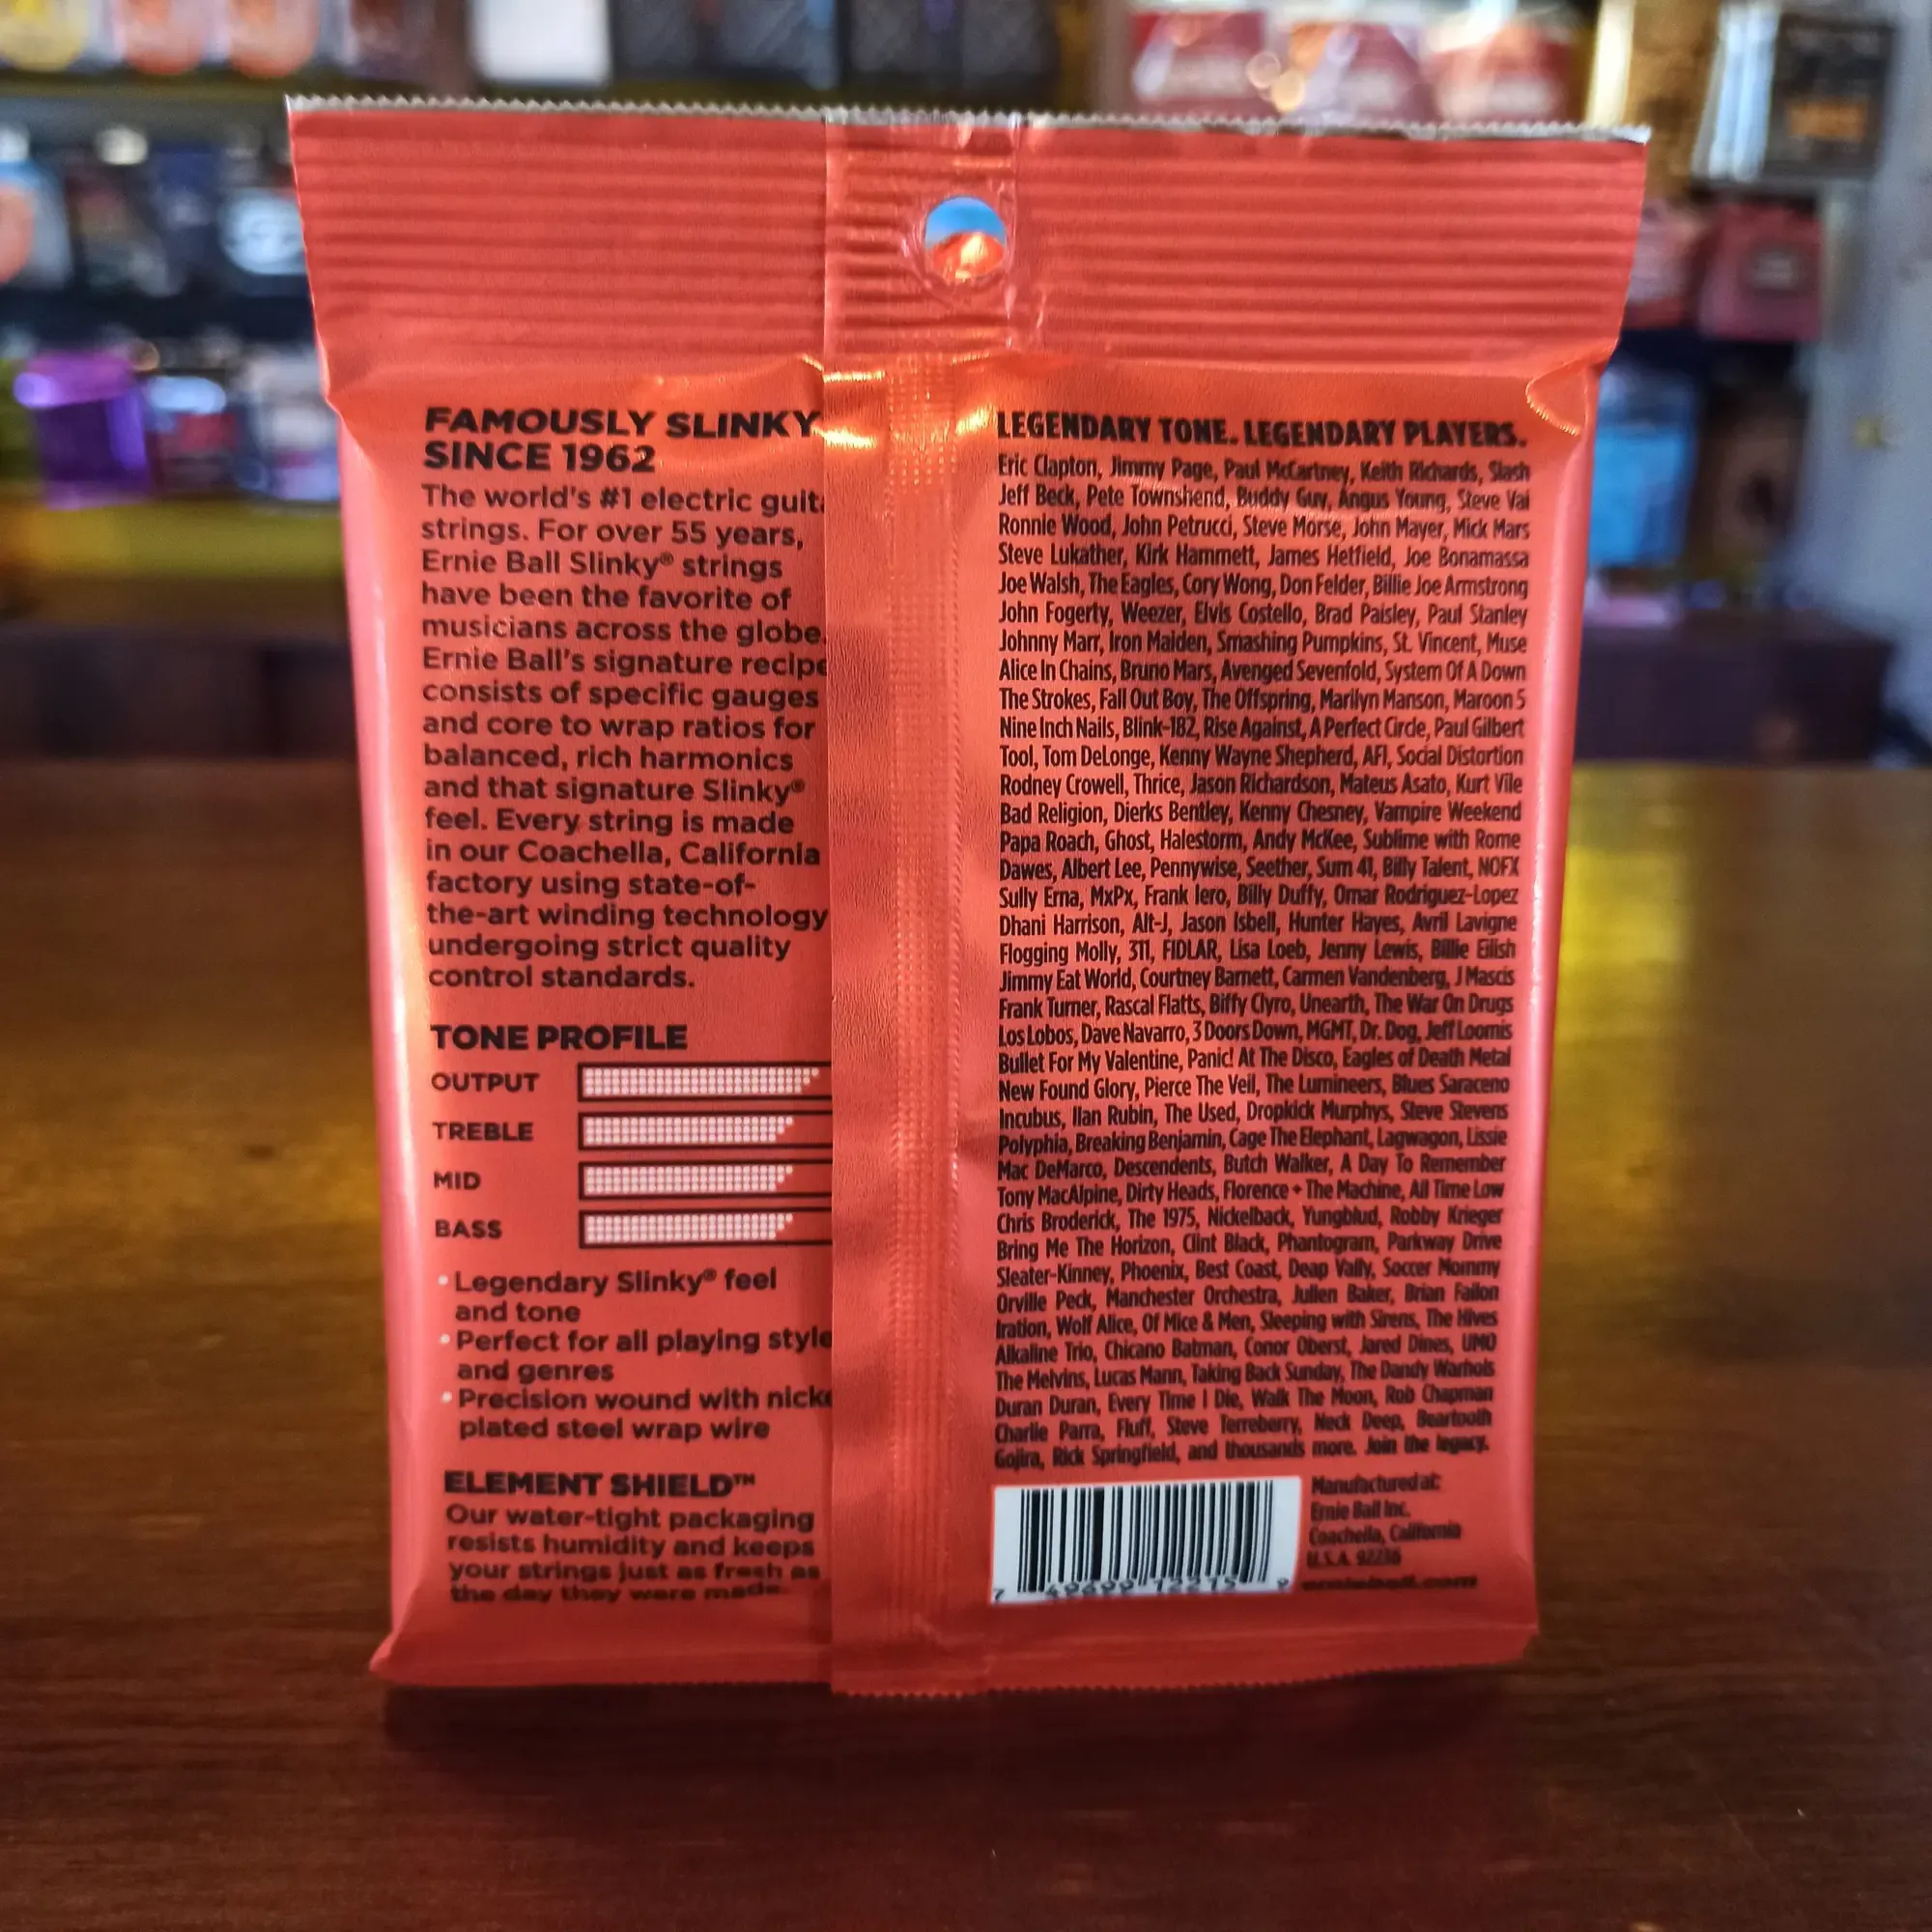 FAMOUSLY SLINKY
SINCE 1962
The world's #1 electric guit
strings. For over 55 years,
Ernie Ball Slinky® strings
have been the favorite of
musicians across the globe.
Ernie Ball's signature recipe
consists of specific gauges
and core to wrap ratios for
balanced, rich harmonics
and that signature Slinky®
feel. Every string is made
in our Coachella, California
factory using state-of-
the-art winding technology
undergoing strict quality
control standards.
TONE PROFILE
OUTPUT
TREBLE
MID
BASS
• Legendary Slinky® feel
and tone
• Perfect for all playing style
and genres
• Precision wound with nicke
plated steel wrap wire
ELEMENT SHIELD™
Our water-tight packaging
resists humidity and keeps
your strings just as fresh as
the day they were made.
LEGENDARY TONE. LEGENDARY PLAYERS.
Eric Clapton, Jimmy Page, Paul McCartney, Keith Richards, Slash
Jeff Beck, Pete Townshend, Buddy Guy, Angus Young, Steve Vai
Ronnie Wood, John Petrucci, Steve Morse, John Mayer, Mick Mars
Steve Lukather, Kirk Hammett, James Hetfield, Joe Bonamassa
Joe Walsh, The Eagles, Cory Wong, Don Felder, Billie Joe Armstrong
John Fogerty, Weezer, Elvis Costello, Brad Paisley, Paul Stanley
Johnny Marr, Iron Maiden, Smashing Pumpkins, St. Vincent, Muse
Alice In Chains, Bruno Mars, Avenged Sevenfold, System Of A Down
The Strokes, Fall Out Boy, The Offspring, Marilyn Manson, Maroon 5
Nine Inch Nails, Blink-182, Rise Against, A Perfect Circle, Paul Gilbert
Tool, Tom DeLonge, Kenny Wayne Shepherd, AFI, Social Distortion
Rodney Crowell, Thrice, Jason Richardson, Mateus Asato, Kurt Vile
Bad Religion, Dierks Bentley, Kenny Chesney, Vampire Weekend
Papa Roach, Ghost, Halestorm, Andy McKee, Sublime with Rome
Dawes, Albert Lee, Pennywise, Seether, Sum 41, Billy Talent, NOFX
Sully Erna, MxPx, Frank Iero, Billy Duffy, Omar Rodriguez-Lopez
Dhani Harrison, Alt-J, Jason Isbell, Hunter Hayes, Avril Lavigne
Flogging Molly, 311, FIDLAR, Lisa Loeb, Jenny Lewis, Billie Eilish
Jimmy Eat World, Courtney Barnett, Carmen Vandenberg, J Mascis
Frank Turner, Rascal Flatts, Biffy Clyro, Unearth, The War On Drugs
Los Lobos, Dave Navarro, 3 Doors Down, MGMT, Dr. Dog, Jeff Loomis
Bullet For My Valentine, Panic! At The Disco, Eagles of Death Metal
New Found Glory, Pierce The Veil, The Lumineers, Blues Saraceno
Incubus, Ilan Rubin, The Used, Dropkick Murphys, Steve Stevens
Polyphia, Breaking Benjamin, Cage The Elephant, Lagwagon, Lissie
Mac DeMarco, Descendents, Butch Walker, A Day To Remember
Tony MacAlpine, Dirty Heads, Florence + The Machine, All Time Low
Chris Broderick, The 1975, Nickelback, Yungblud, Robby Krieger
Bring Me The Horizon, Clint Black, Phantogram, Parkway Drive
Sleater-Kinney, Phoenix, Best Coast, Deap Vally, Soccer Mommy
Orville Peck, Manchester Orchestra, Julien Baker, Brian Fallon
Iration, Wolf Alice, Of Mice & Men, Sleeping with Sirens, The Hives
Alkaline Trio, Chicano Batman, Conor Oberst, Jared Dines, UMO
The Melvins, Lucas Mann, Taking Back Sunday, The Dandy Warhols
Duran Duran, Every Time I Die, Walk The Moon, Rob Chapman
Charlie Parra, Fluff, Steve Terreberry, Neck Deep, Beartooth
Gojira, Rick Springfield, and thousands more. Join the legacy.
Manufactured at:
Ernie Ball Inc.
Coachella, California
U.S.A. 92236